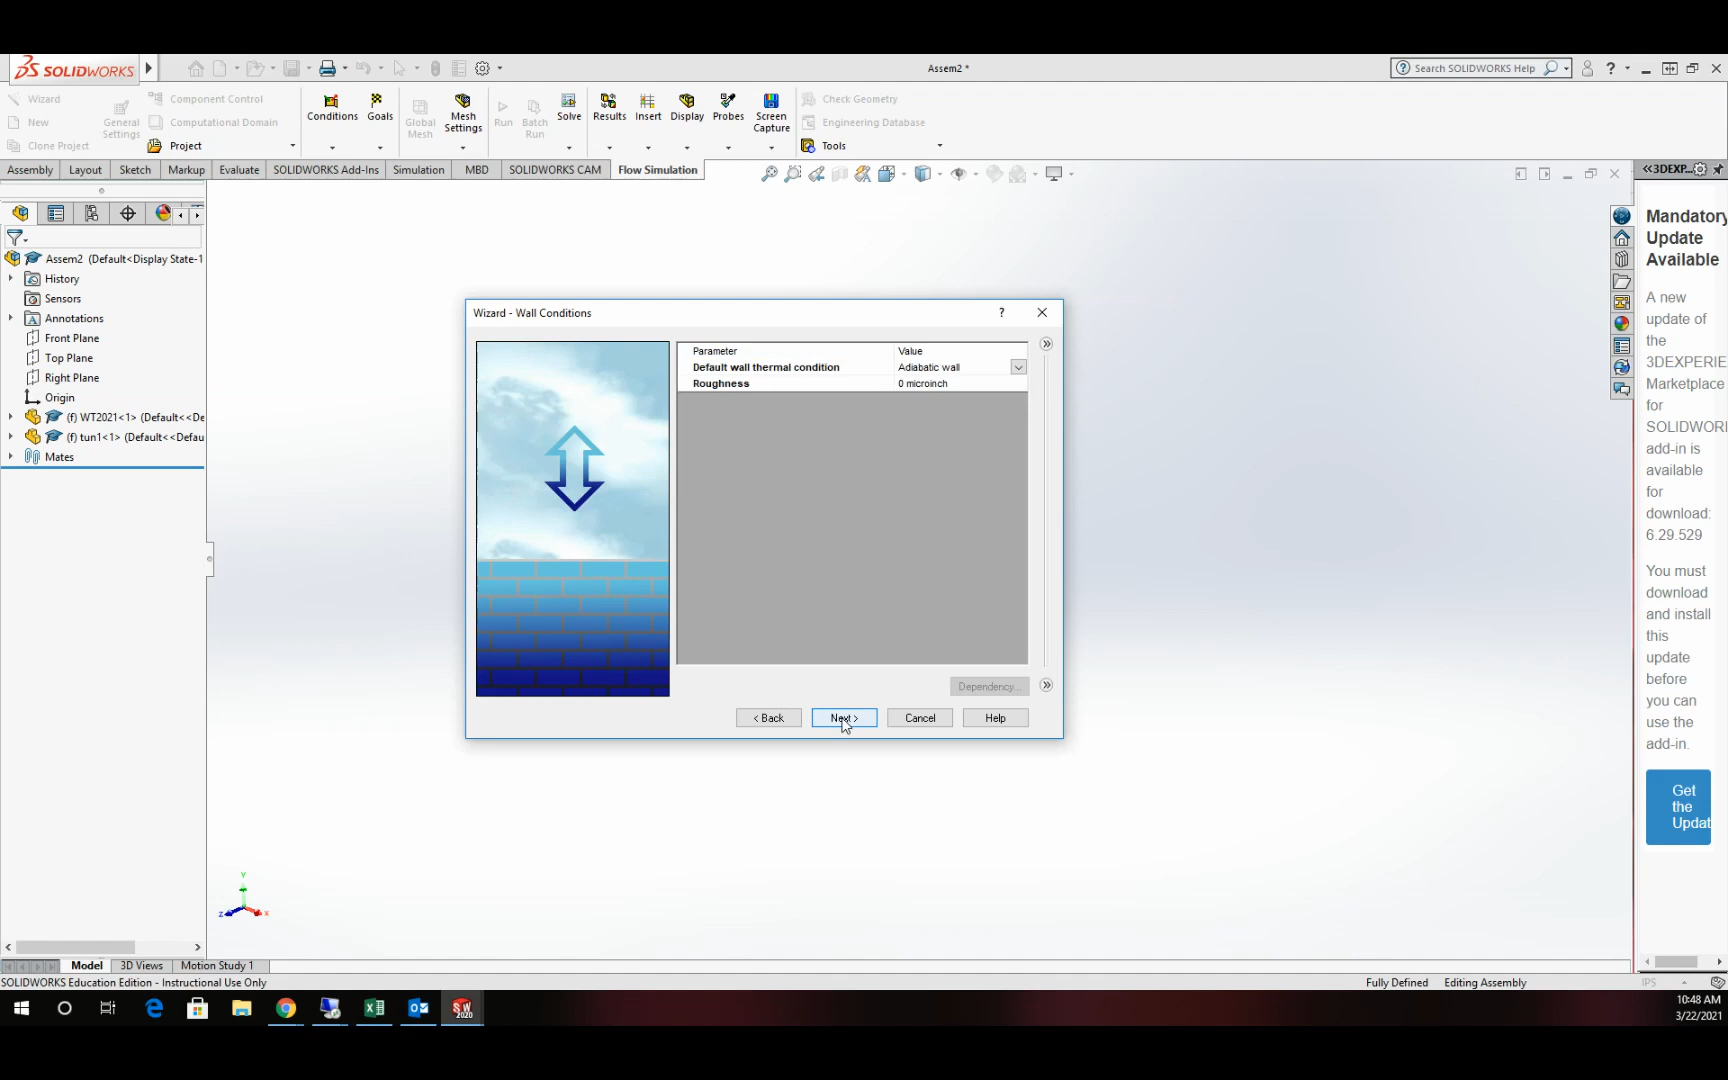 SOLIDWORKS
Assem2 *
Search SOLIDWORKS Help
Wizard
New
Clone Project
General Settings
Component Control
Computational Domain
Project
Conditions
Goals
Global Mesh
Mesh Settings
Run
Batch Run
Solve
Results
Insert
Display
Probes
Screen Capture
Check Geometry
Engineering Database
Tools
Assembly
Layout
Sketch
Markup
Evaluate
SOLIDWORKS Add-Ins
Simulation
MBD
SOLIDWORKS CAM
Flow Simulation
3DEXP...
Assem2 (Default<Display State-1
History
Sensors
Annotations
Front Plane
Top Plane
Right Plane
Origin
(f) WT2021<1> (Default<<De
(f) tun1<1> (Default<<Defau
Mates
Wizard - Wall Conditions
?
Parameter Value
Default wall thermal condition Adiabatic wall
Roughness 0 microinch
Dependency...
< Back
Next >
Cancel
Help
Mandatory
Update
Available
A new
update of
the
3DEXPERIE
Marketplace
for
SOLIDWOR
add-in is
available
for
download:
6.29.529
You must
download
and install
this
update
before
you can
use the
add-in.
Get
the
Updat
Y
Z
X
Model
3D Views
Motion Study 1
SOLIDWORKS Education Edition - Instructional Use Only
Fully Defined
Editing Assembly
IPS
SW
2020
10:48 AM
3/22/2021